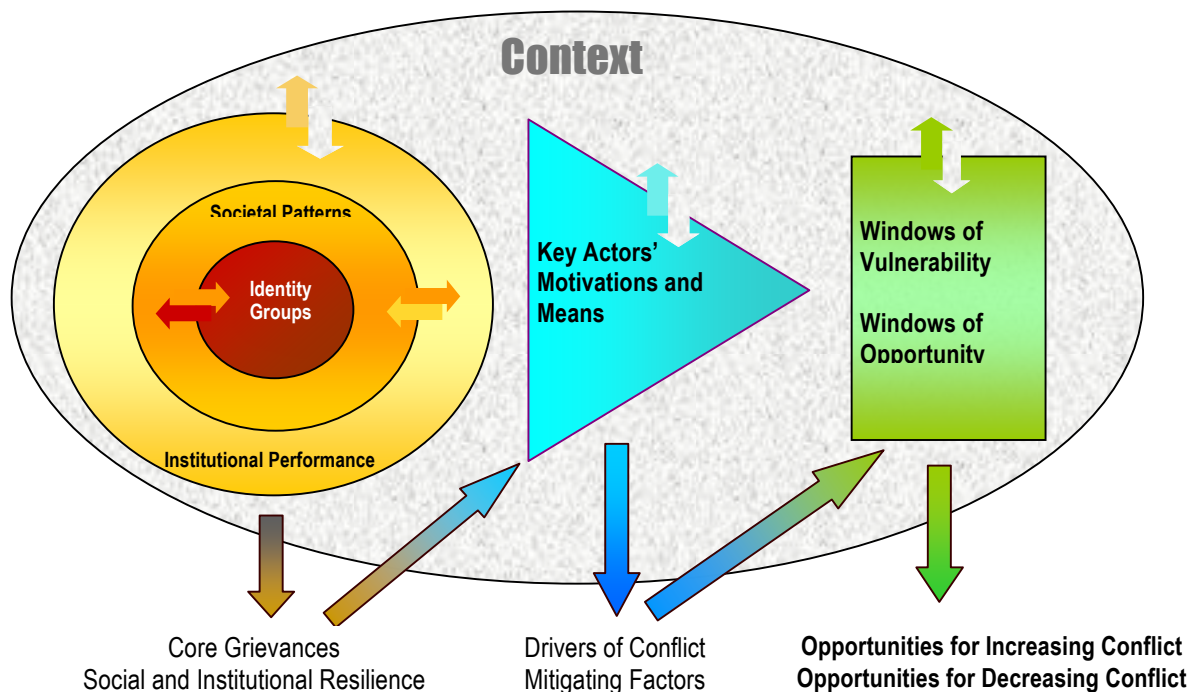 Context
Societal Patterns
Identity
Groups
Institutional Performance
Key Actors’
Motivations and
Means
Windows of
Vulnerability
Windows of
Opportunity
Core Grievances
Social and Institutional Resilience
Drivers of Conflict
Mitigating Factors
Opportunities for Increasing Conflict
Opportunities for Decreasing Conflict